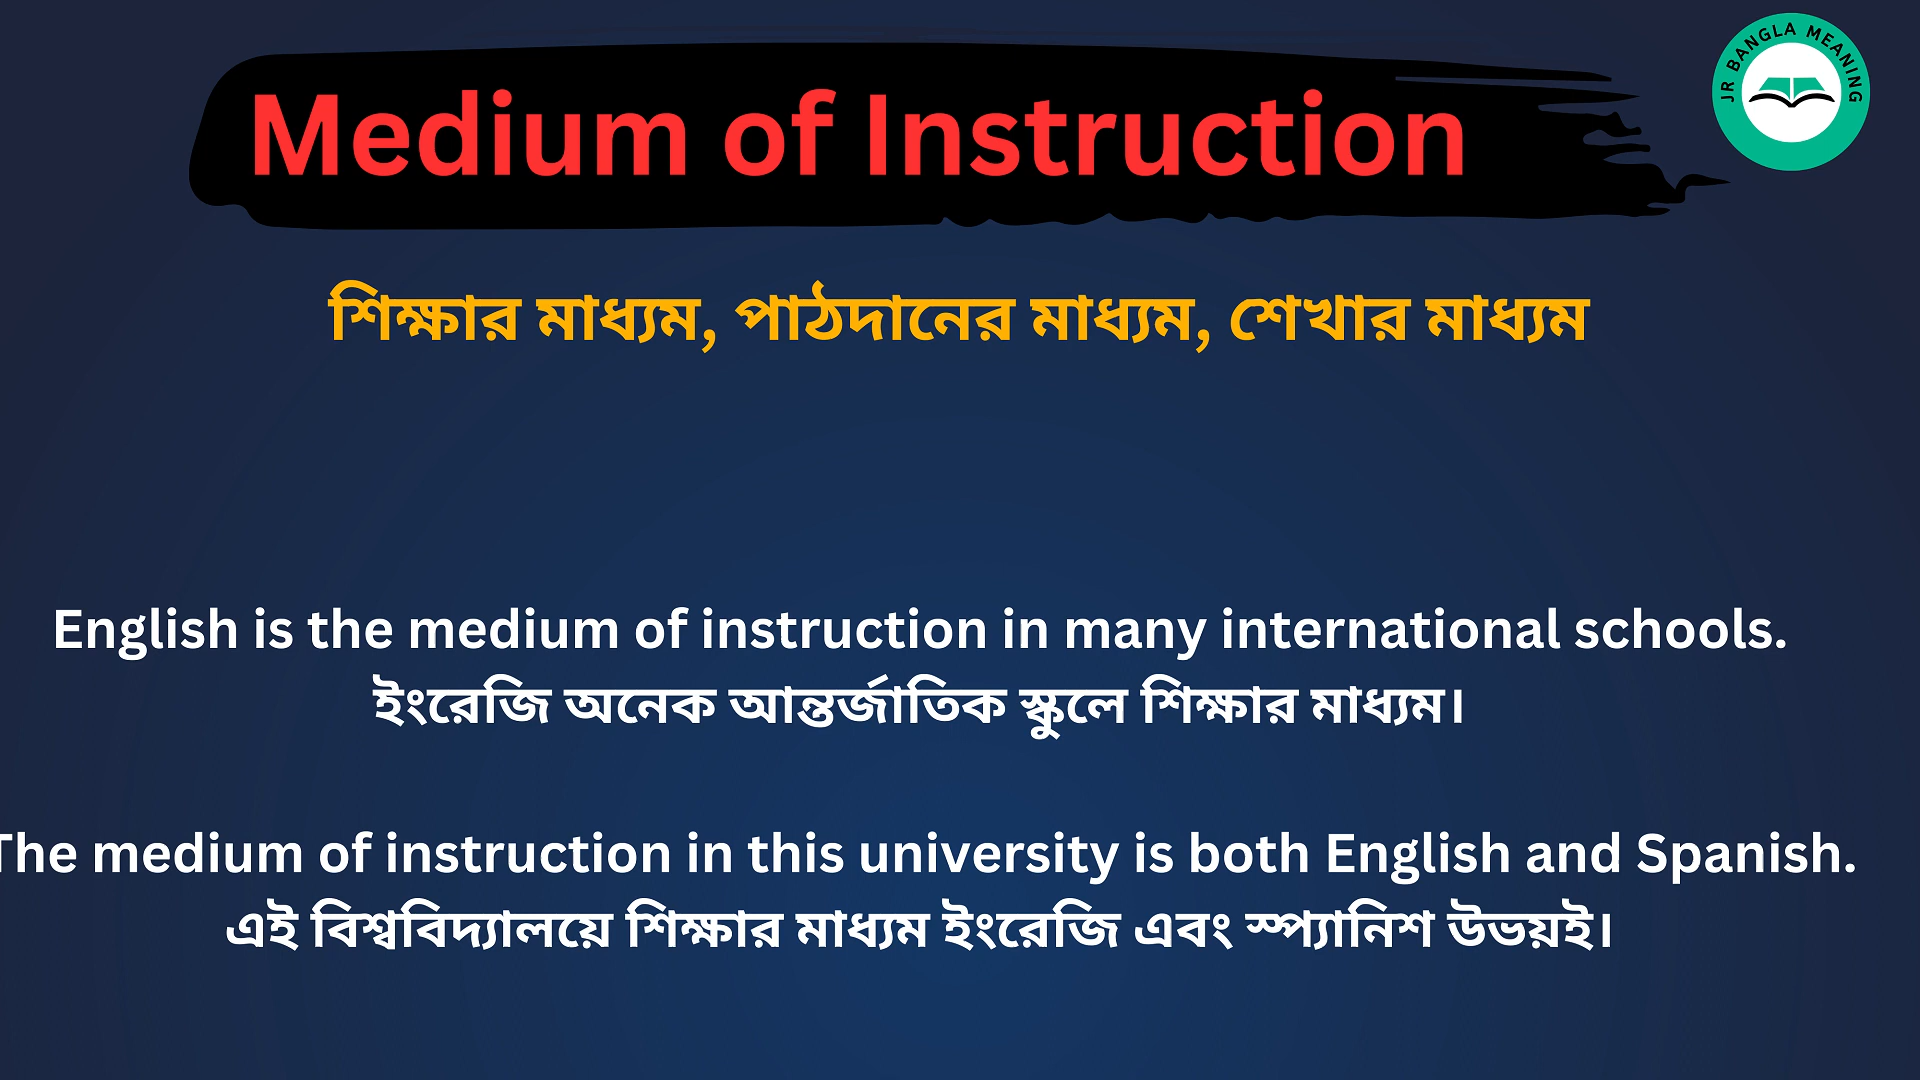 JR BANGLA MEANING
Medium of Instruction
শিক্ষার মাধ্যম, পাঠদানের মাধ্যম, শেখার মাধ্যম
English is the medium of instruction in many international schools.
ইংরেজি অনেক আন্তর্জাতিক স্কুলে শিক্ষার মাধ্যম।
The medium of instruction in this university is both English and Spanish.
এই বিশ্ববিদ্যালয়ে শিক্ষার মাধ্যম ইংরেজি এবং স্প্যানিশ উভয়ই।